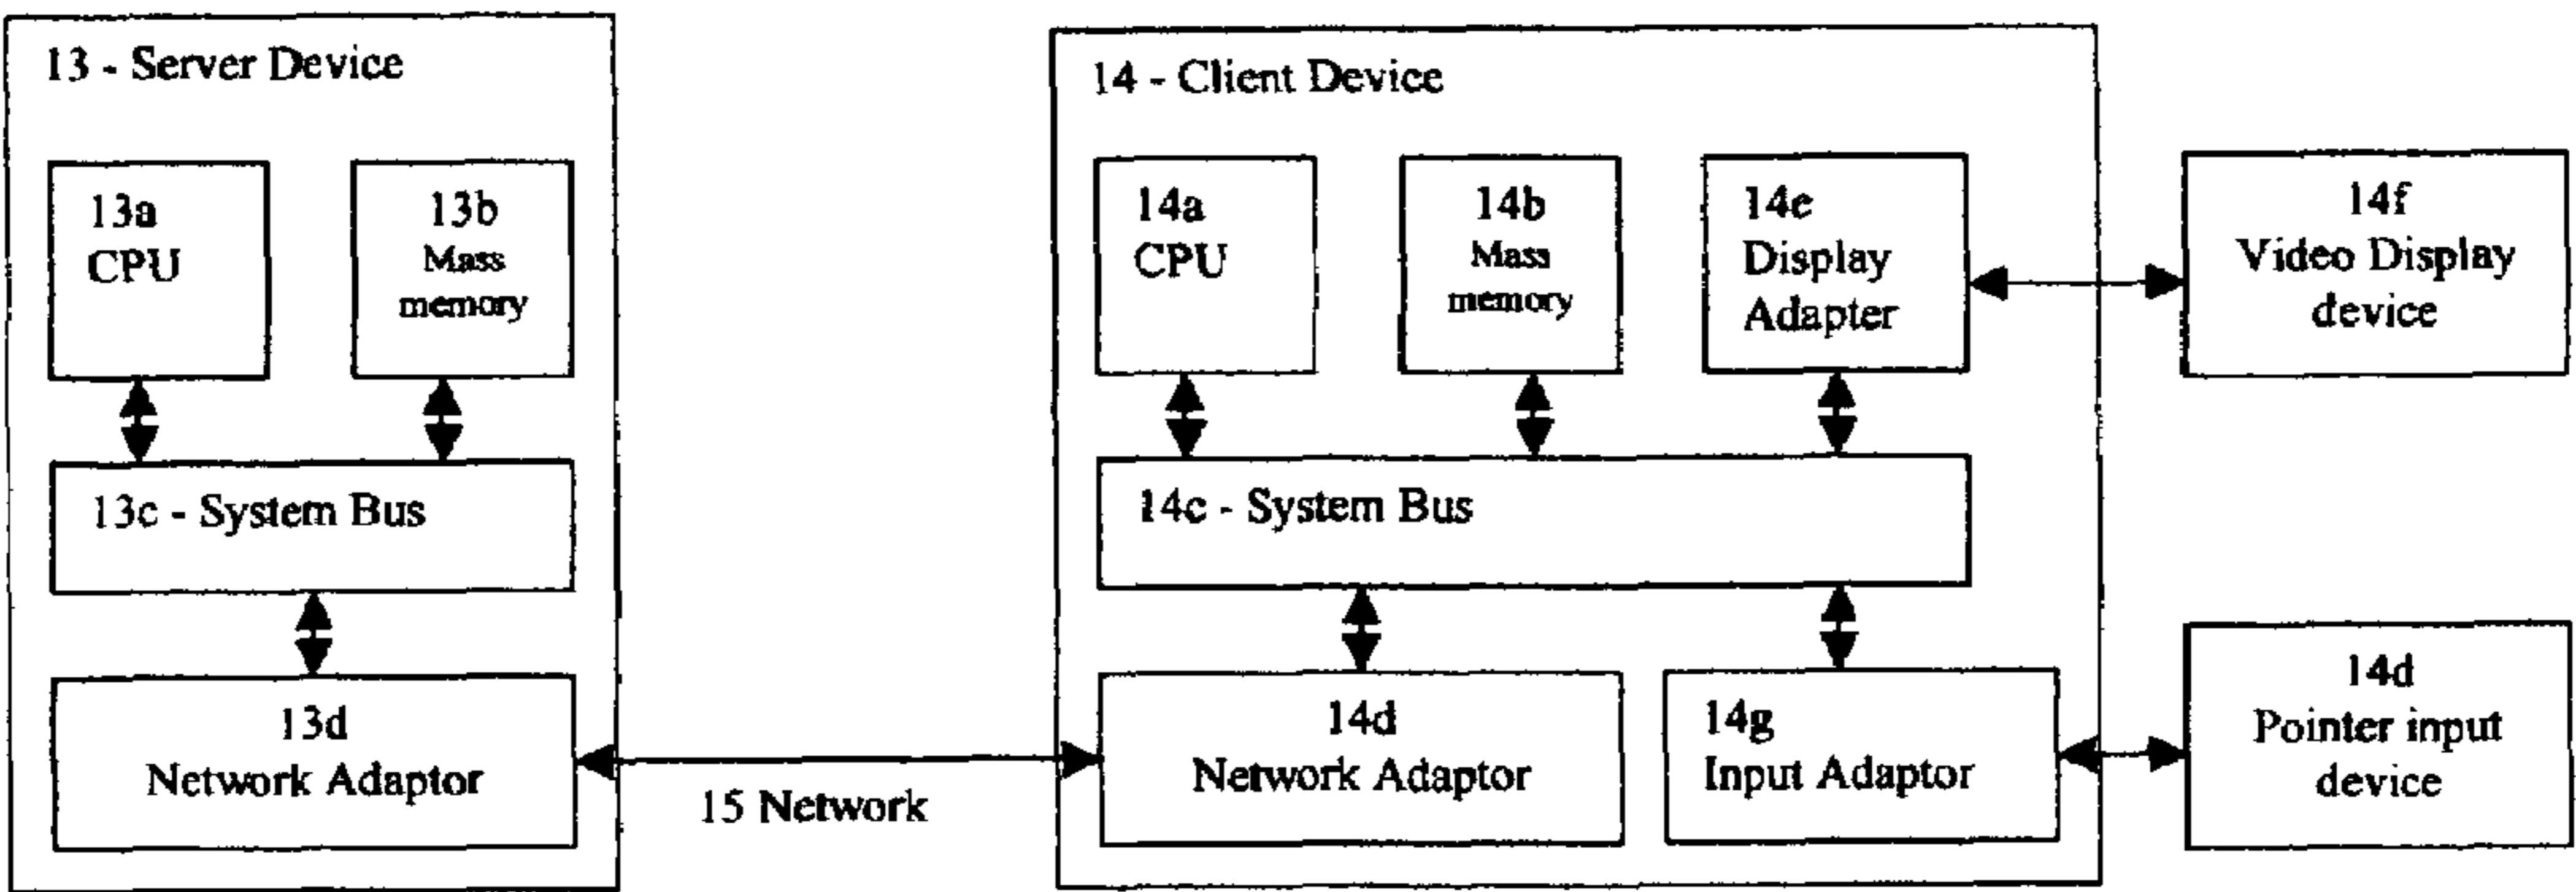 13 - Server Device
13a
CPU
13b
Mass
memory
13c - System Bus
13d
Network Adaptor
15 Network
14 - Client Device
14a
CPU
14b
Mass
memory
14e
Display
Adapter
14c - System Bus
14d
Network Adaptor
14g
Input Adaptor
14f
Video Display
device
14d
Pointer input
device